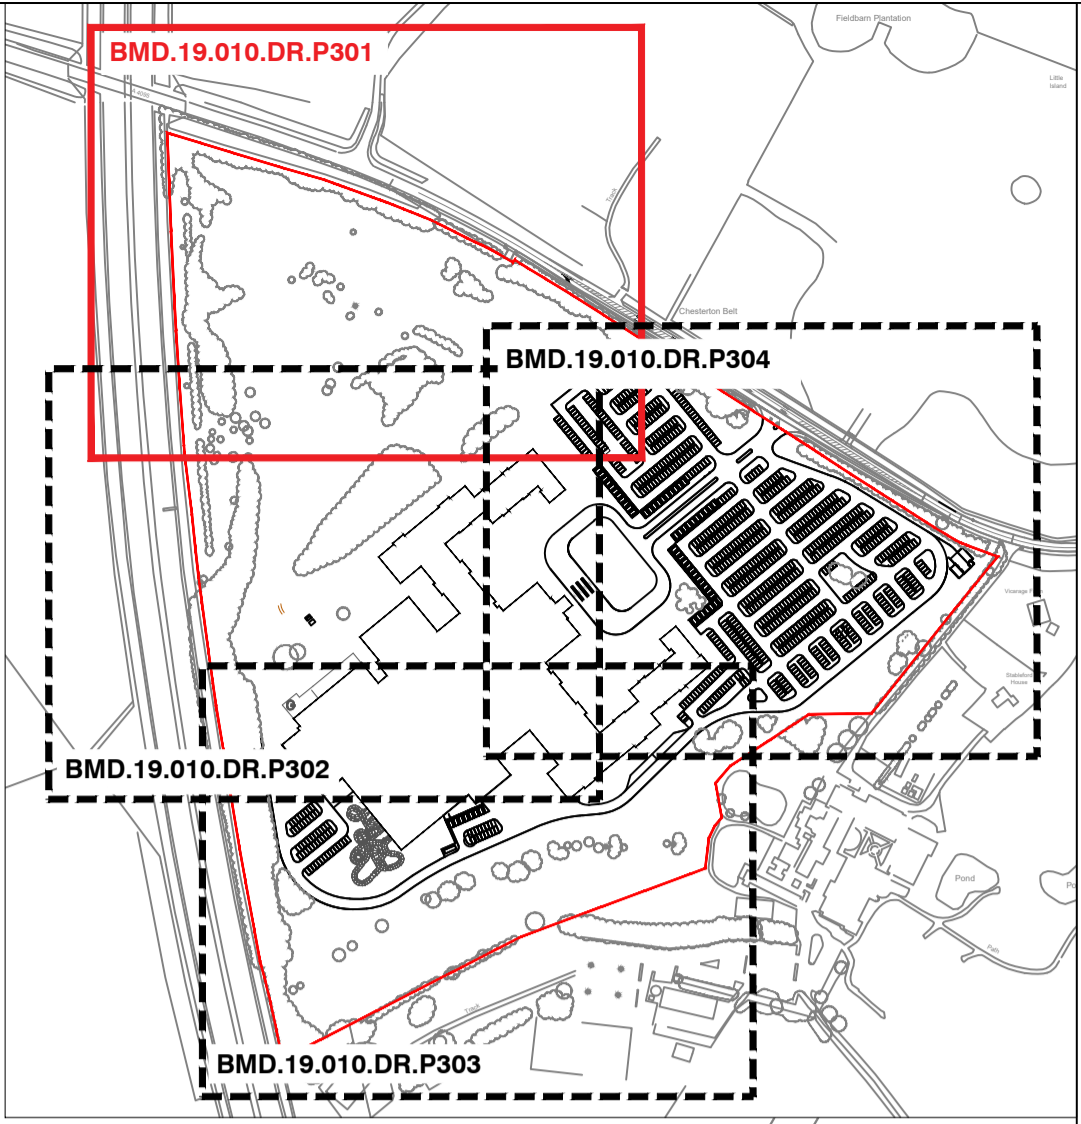 Fieldbarn Plantation
BMD.19.010.DR.P301
Little
Island
A 4095
Track
Chesterton Belt
BMD.19.010.DR.P304
Vicarage
Stableford
House
BMD.19.010.DR.P302
Pond
Path
Track
BMD.19.010.DR.P303